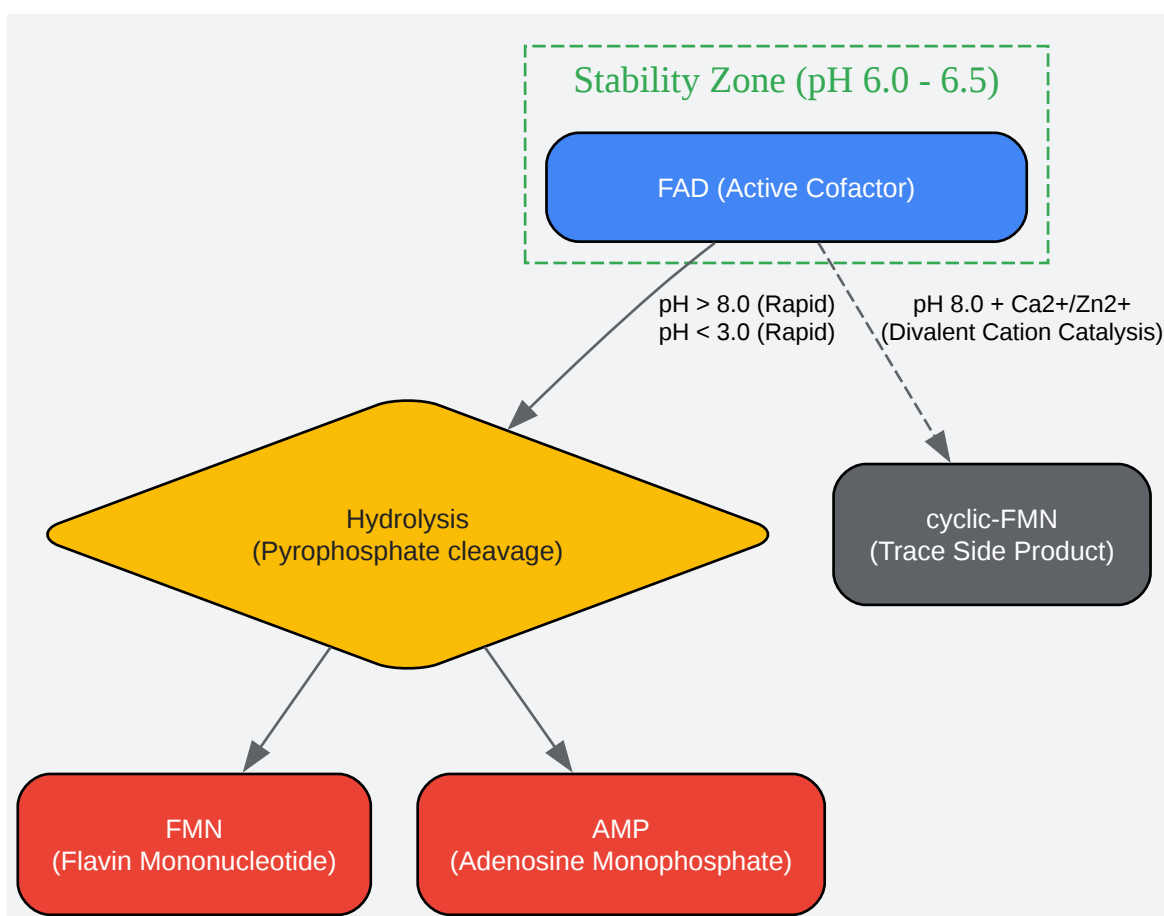 Stability Zone (pH 6.0 - 6.5)
FAD (Active Cofactor)
pH > 8.0 (Rapid)
pH < 3.0 (Rapid)
pH 8.0 + Ca2+/Zn2+
(Divalent Cation Catalysis)
Hydrolysis
(Pyrophosphate cleavage)
cyclic-FMN
(Trace Side Product)
FMN
(Flavin Mononucleotide)
AMP
(Adenosine Monophosphate)